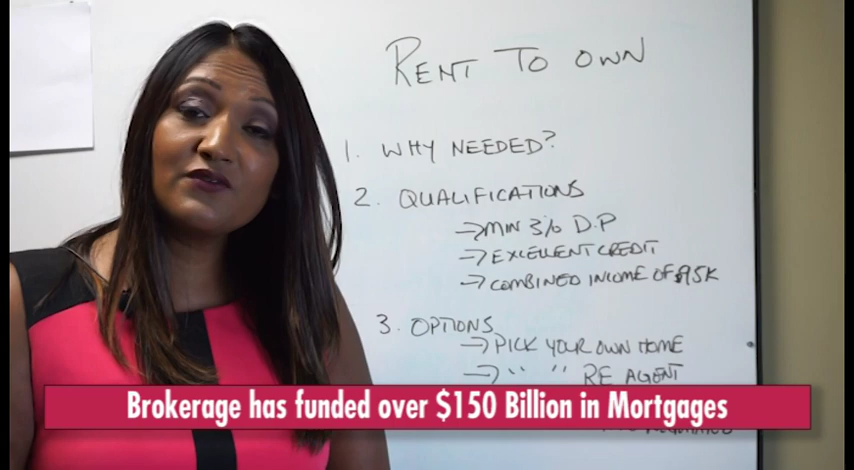 RENT TO OWN
1. WHY NEEDED?
2. QUALIFICATIONS
→MIN 3% D.P
→EXCELLENT CREDIT
→COMBINED INCOME OF $95K
3. OPTIONS
→PICK YOUR OWN HOME
→ " " RE AGENT
Brokerage has funded over $150 Billion in Mortgages